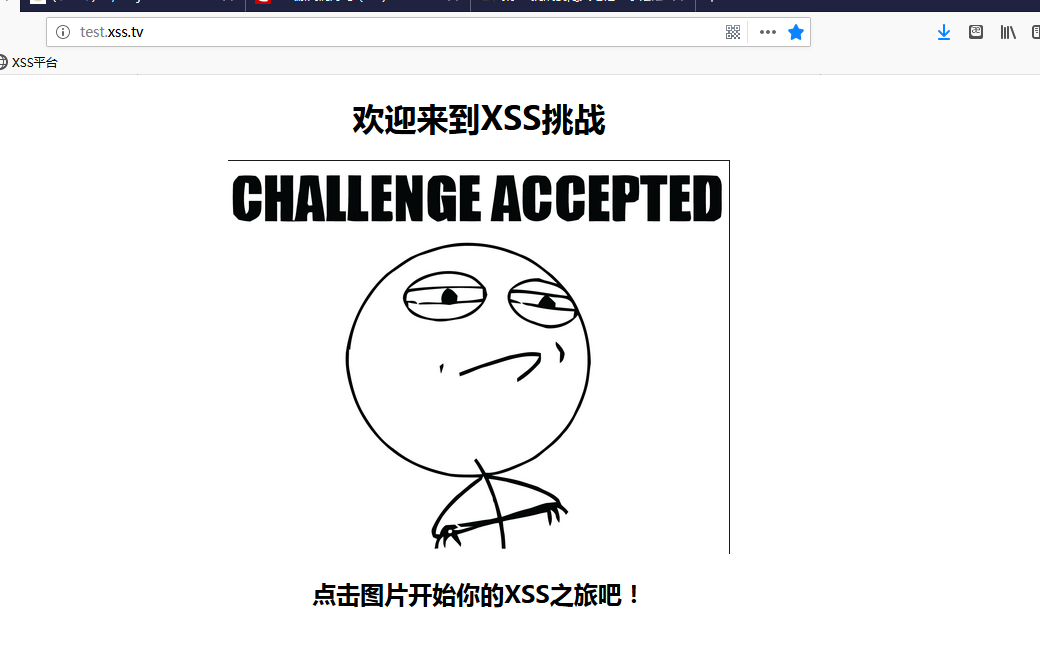 test.xss.tv
XSS平台
欢迎来到XSS挑战
CHALLENGE ACCEPTED
点击图片开始你的XSS之旅吧！